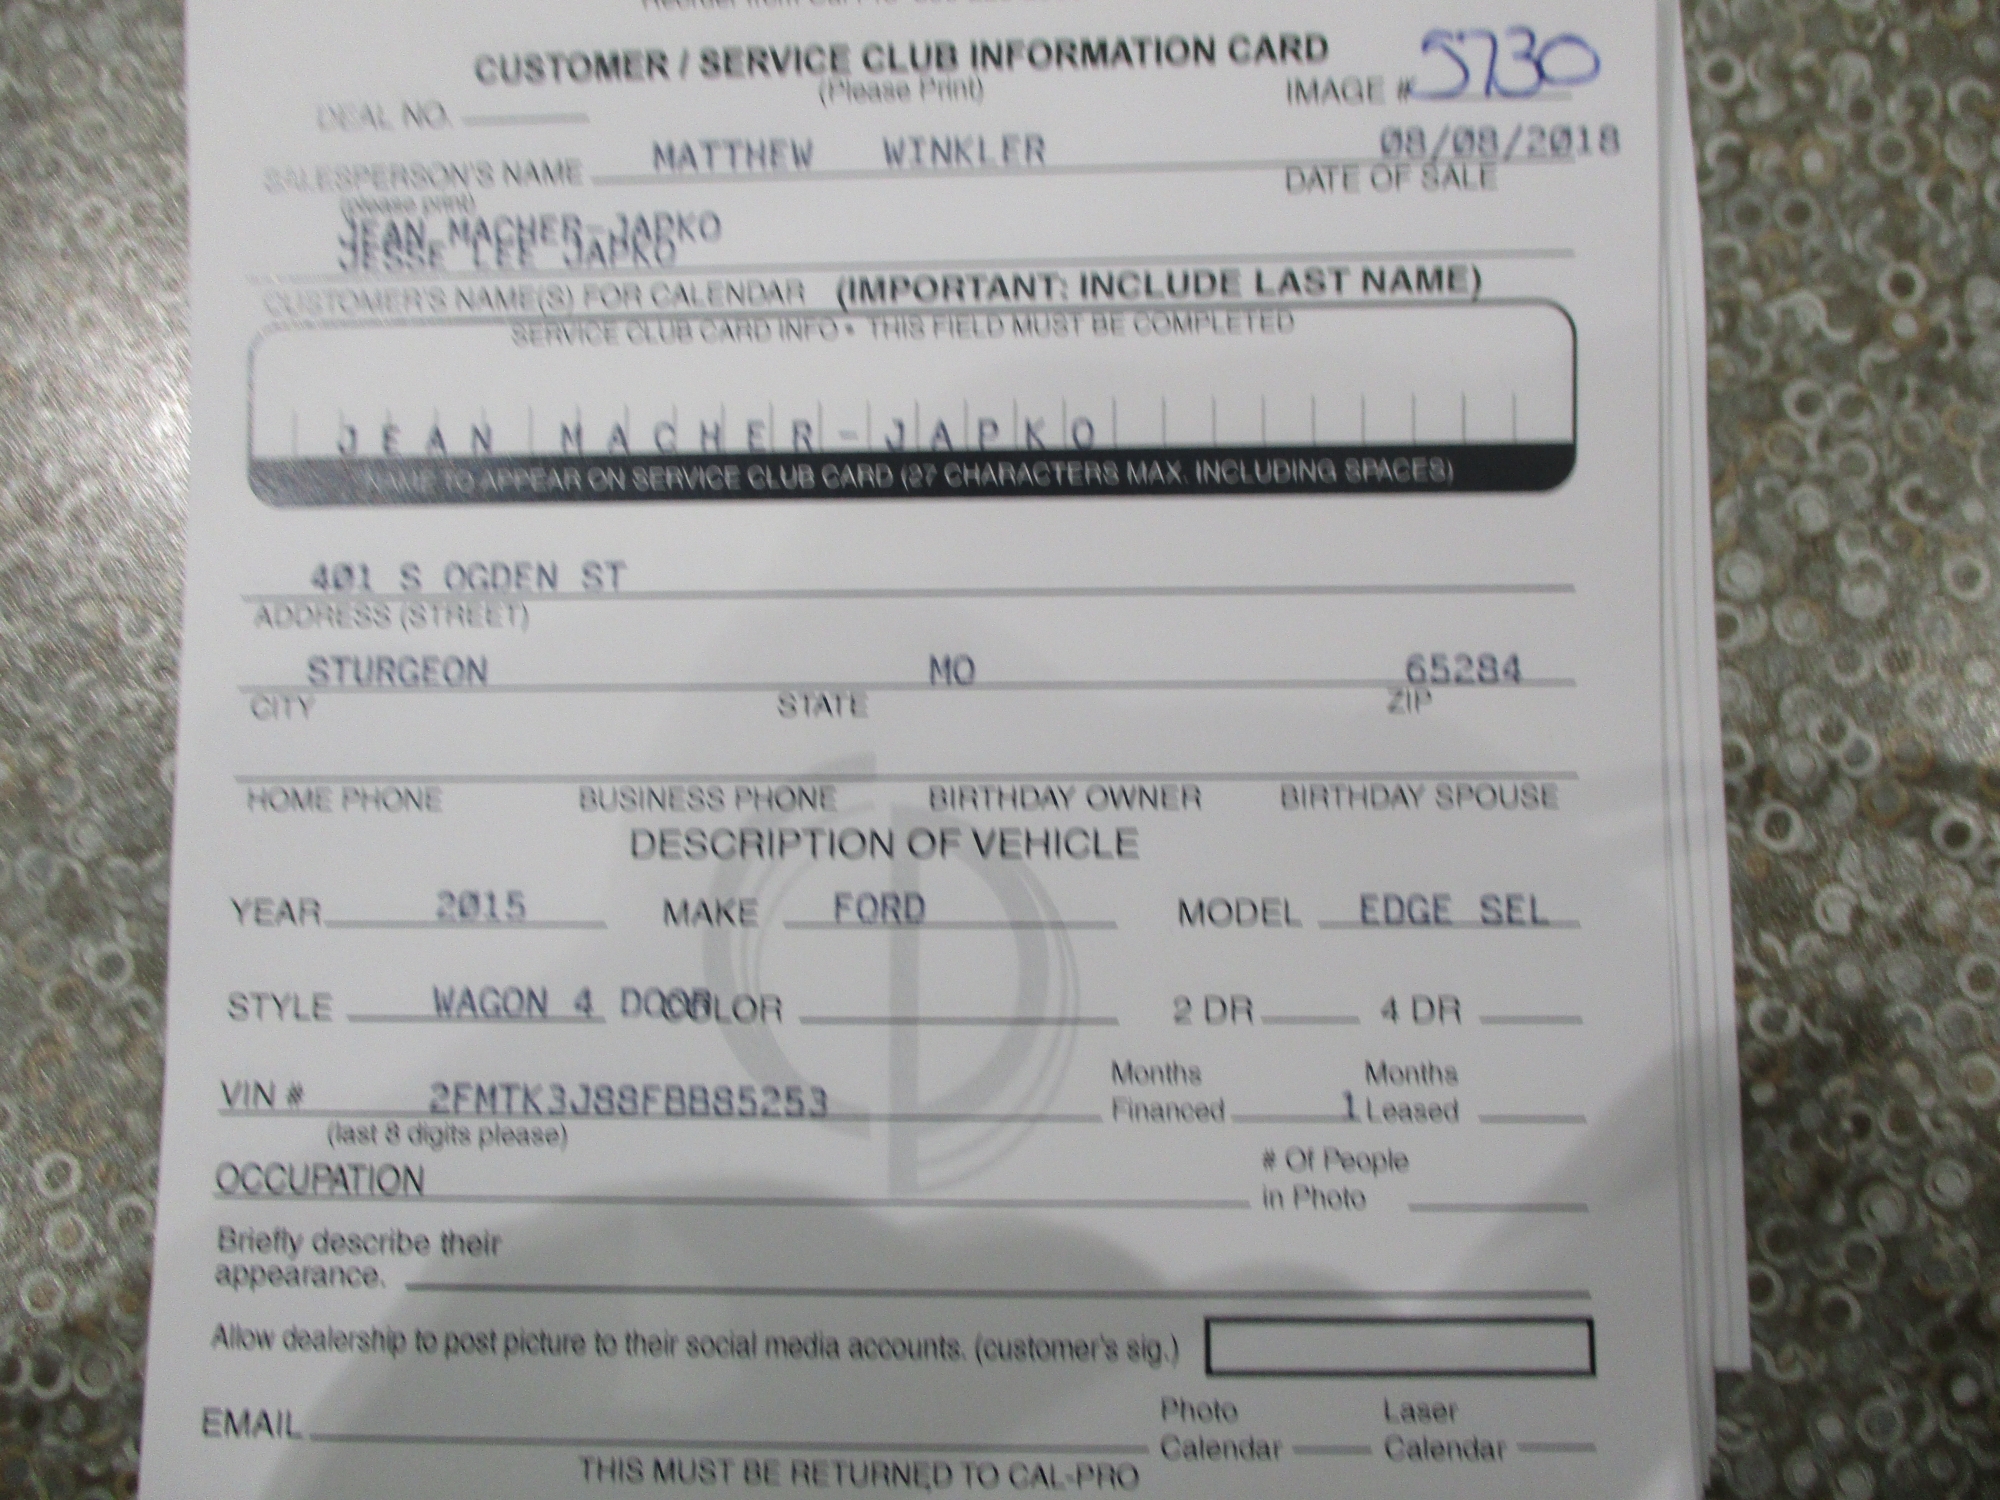 CUSTOMER / SERVICE CLUB INFORMATION CARD
(Please Print)
IMAGE # 5730
DEAL NO.
SALESPERSON'S NAME MATTHEW WINKLER
(please print)
08/08/2018
DATE OF SALE
JEAN MACHER-JAPKO
JESSE LEE JAPKO
CUSTOMER'S NAME(S) FOR CALENDAR (IMPORTANT: INCLUDE LAST NAME)
SERVICE CLUB CARD INFO • THIS FIELD MUST BE COMPLETED
JEAN MACHER-JAPKO
NAME TO APPEAR ON SERVICE CLUB CARD (27 CHARACTERS MAX. INCLUDING SPACES)
401 S OGDEN ST
ADDRESS (STREET)
STURGEON MO 65284
CITY STATE ZIP
HOME PHONE BUSINESS PHONE BIRTHDAY OWNER BIRTHDAY SPOUSE
DESCRIPTION OF VEHICLE
YEAR 2015 MAKE FORD MODEL EDGE SEL
STYLE WAGON 4 DOOR COLOR 2 DR 4 DR
VIN # 2FMTK3J88FBB85253 Months Financed 1 Months Leased
(last 8 digits please)
OCCUPATION # Of People in Photo
Briefly describe their
appearance.
Allow dealership to post picture to their social media accounts. (customer's sig.)
EMAIL Photo Calendar Laser Calendar
THIS MUST BE RETURNED TO CAL-PRO